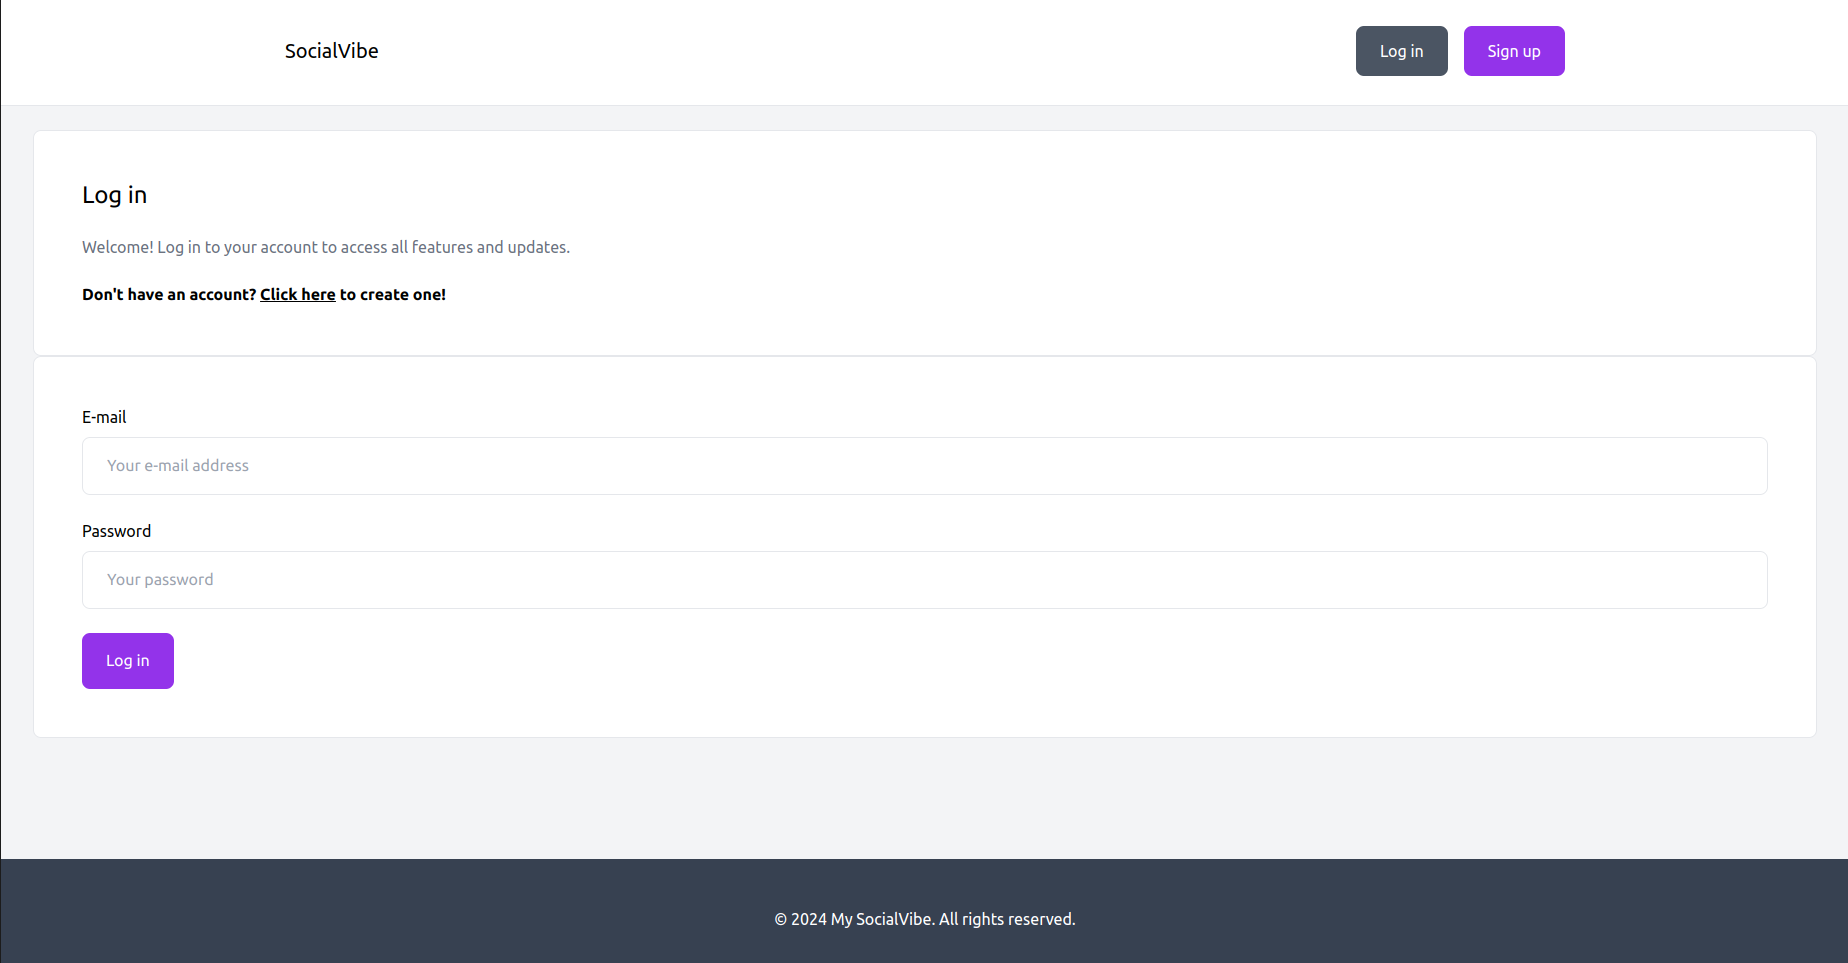 SocialVibe
Log in
Sign up
Log in
Welcome! Log in to your account to access all features and updates.
Don't have an account? Click here to create one!
E-mail
Your e-mail address
Password
Your password
Log in
© 2024 My SocialVibe. All rights reserved.